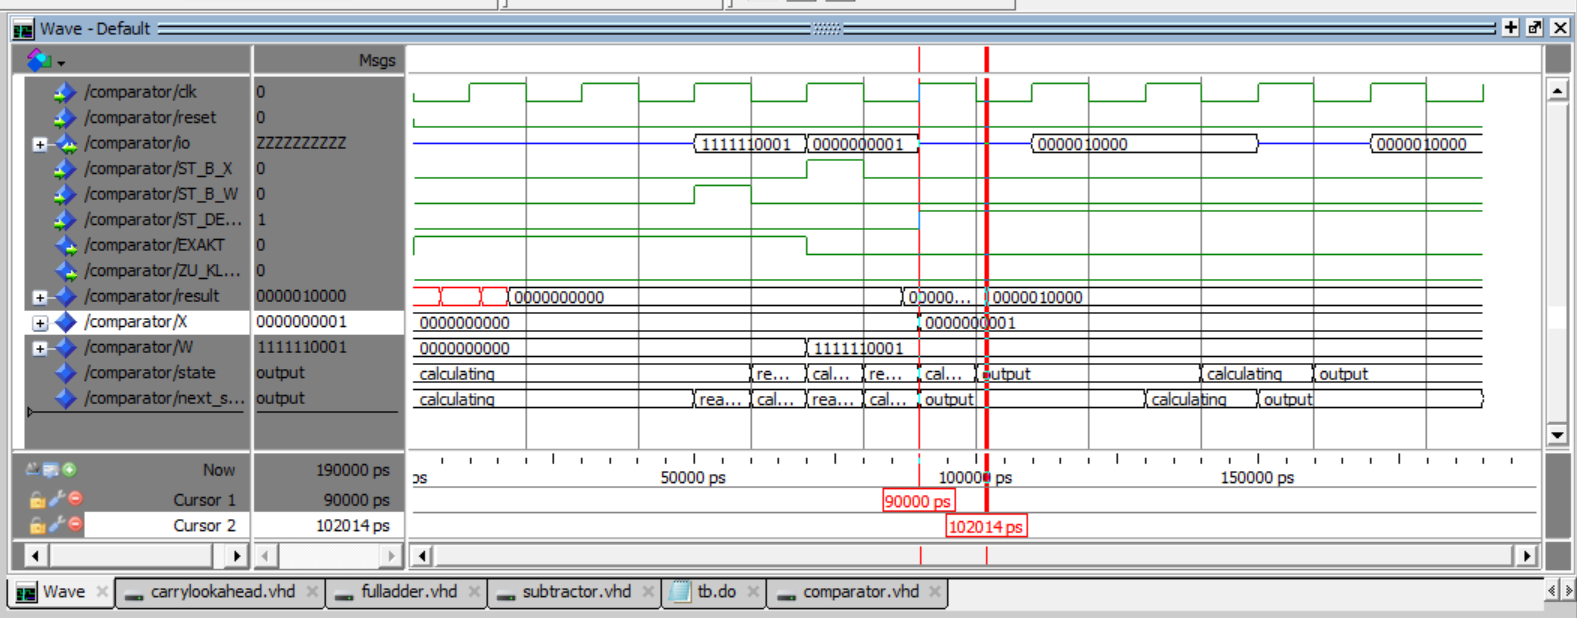 Wave - Default
Msgs
/comparator/clk 0
/comparator/reset 0
/comparator/io ZZZZZZZZZZ 1111110001 0000000001 0000010000 0000010000
/comparator/ST_B_X 0
/comparator/ST_B_W 0
/comparator/ST_DE... 1
/comparator/EXAKT 0
/comparator/ZU_KL... 0
/comparator/result 0000010000 0000000000 00000... 0000010000
/comparator/X 0000000001 0000000000 0000000001
/comparator/W 1111110001 0000000000 1111110001
/comparator/state output calculating re... cal... re... cal... output calculating output
/comparator/next_s... output calculating rea... cal... rea... cal... output calculating output
Now 190000 ps ps 50000 ps 100000 ps 150000 ps
Cursor 1 90000 ps 90000 ps
Cursor 2 102014 ps 102014 ps
Wave carrylookahead.vhd fulladder.vhd subtractor.vhd tb.do comparator.vhd